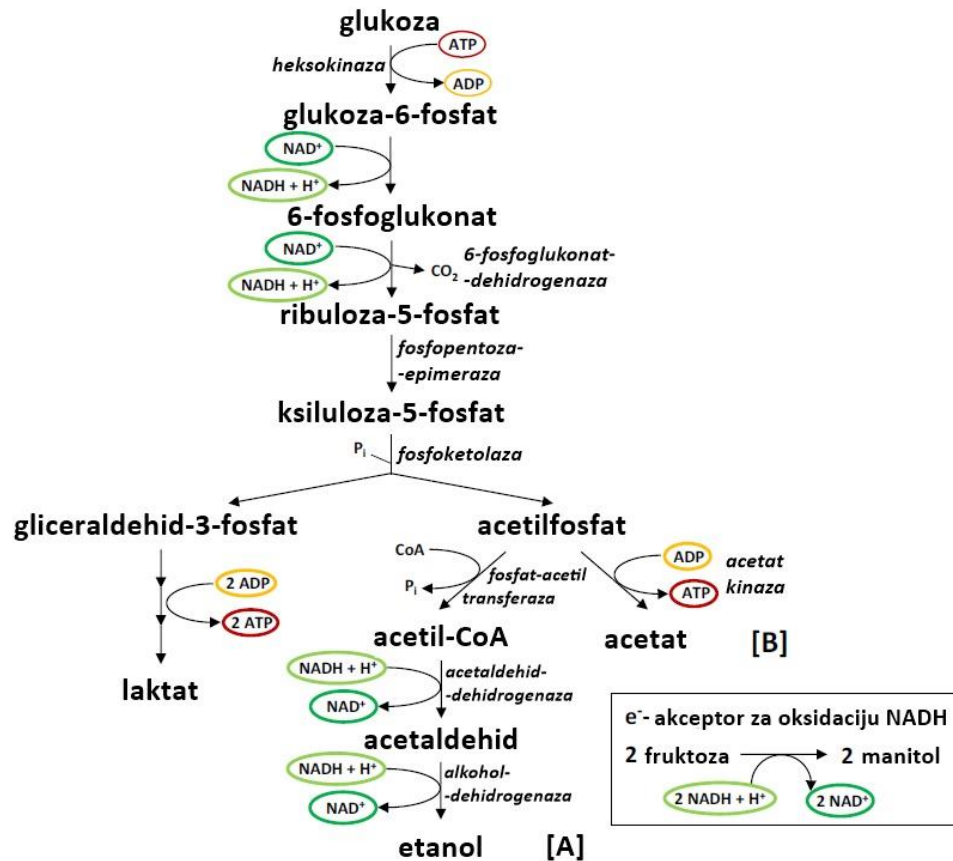 glukoza
ATP
heksokinaza
ADP
glukoza-6-fosfat
NAD⁺
NADH + H⁺
6-fosfoglukonat
NAD⁺
CO₂
6-fosfoglukonat-
-dehidrogenaza
NADH + H⁺
ribuloza-5-fosfat
fosfopentoza-
-epimeraza
ksiluloza-5-fosfat
Pᵢ
fosfoketolaza
gliceraldehid-3-fosfat
acetilfosfat
2 ADP
2 ATP
laktat
CoA
Pᵢ
fosfat-acetil
transferaza
ADP
ATP
acetat
kinaza
acetil-CoA
acetat [B]
NADH + H⁺
NAD⁺
acetaldehid-
-dehidrogenaza
acetaldehid
NADH + H⁺
NAD⁺
alkohol-
-dehidrogenaza
etanol [A]
e⁻- akceptor za oksidaciju NADH
2 fruktoza 2 manitol
2 NADH + H⁺ 2 NAD⁺